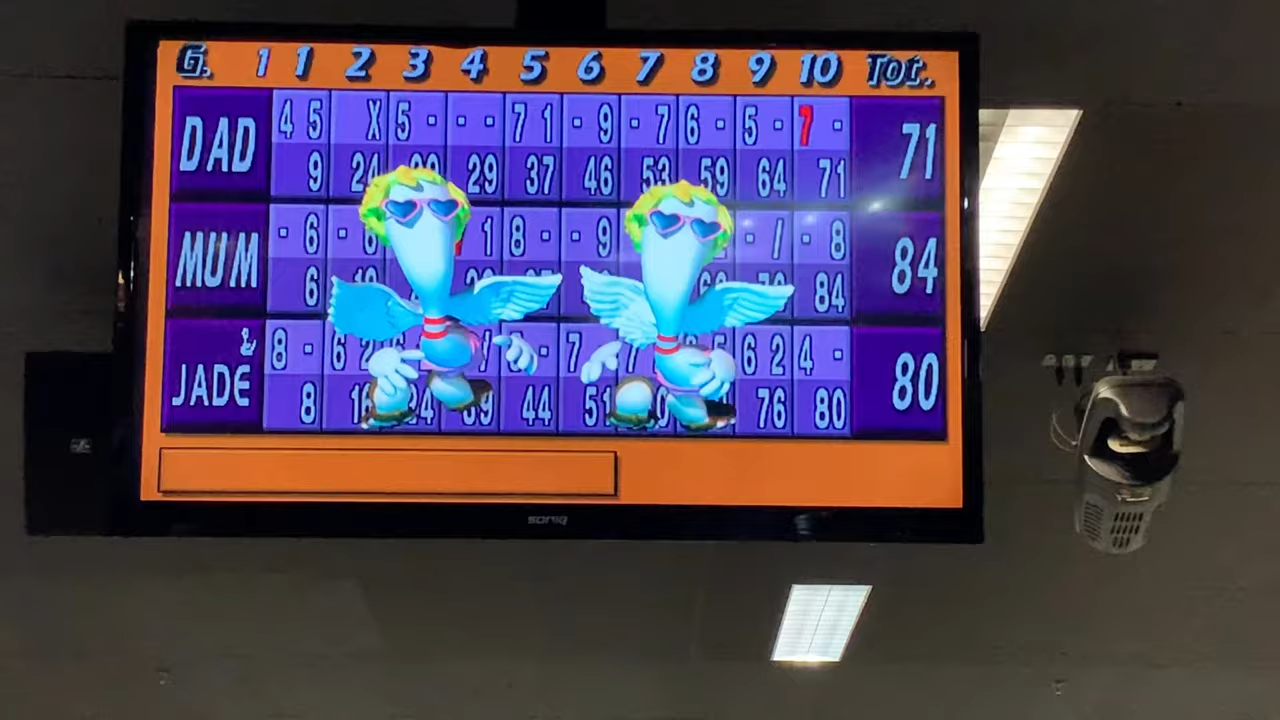 G. 1 1 2 3 4 5 6 7 8 9 10 Tot.
DAD 4 5 X 5 - - - 7 1 - 9 - 7 6 - 5 - 7 - 71
9 24 29 37 46 53 59 64 71
MUM - 6 - 1 8 - - 9 - / - 8 84
6 84
JADE 8 - 6 2 / - 7 6 2 4 - 80
8 16 44 51 76 80
soniq